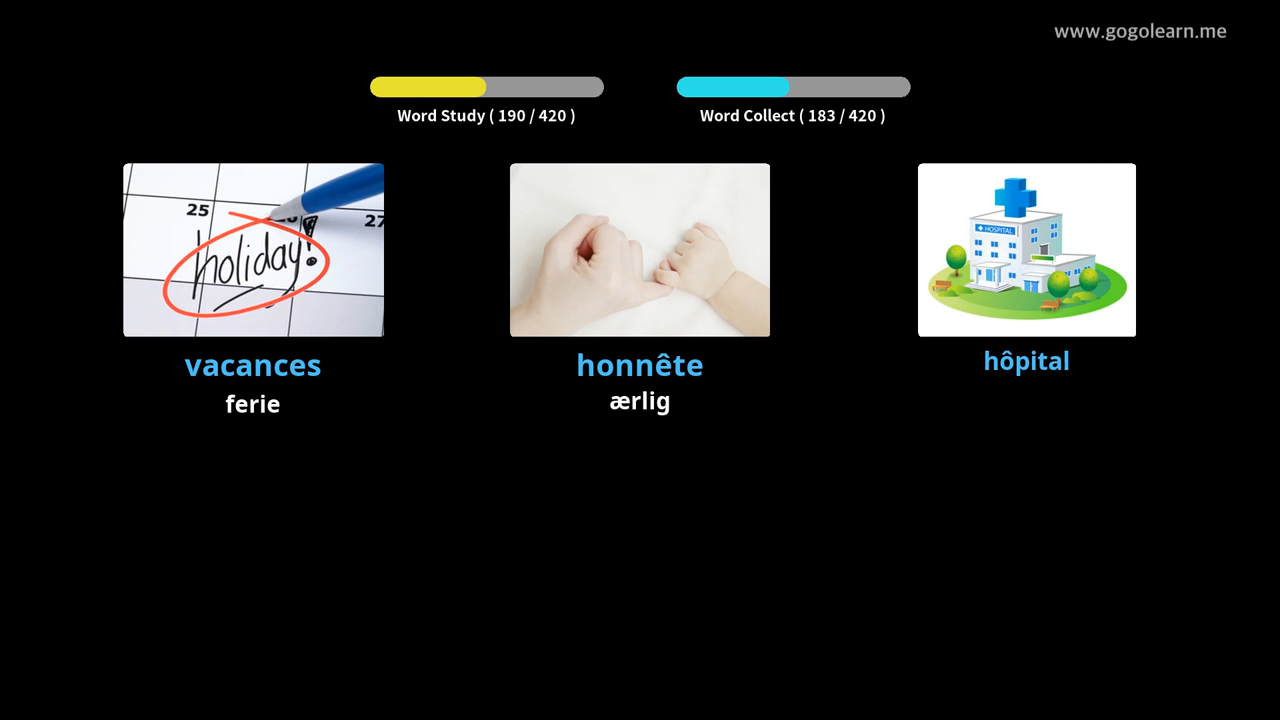 www.gogolearn.me
Word Study ( 190 / 420 )
Word Collect ( 183 / 420 )
25
27
holiday!
HOSPITAL
vacances
honnête
hôpital
ferie
ærlig